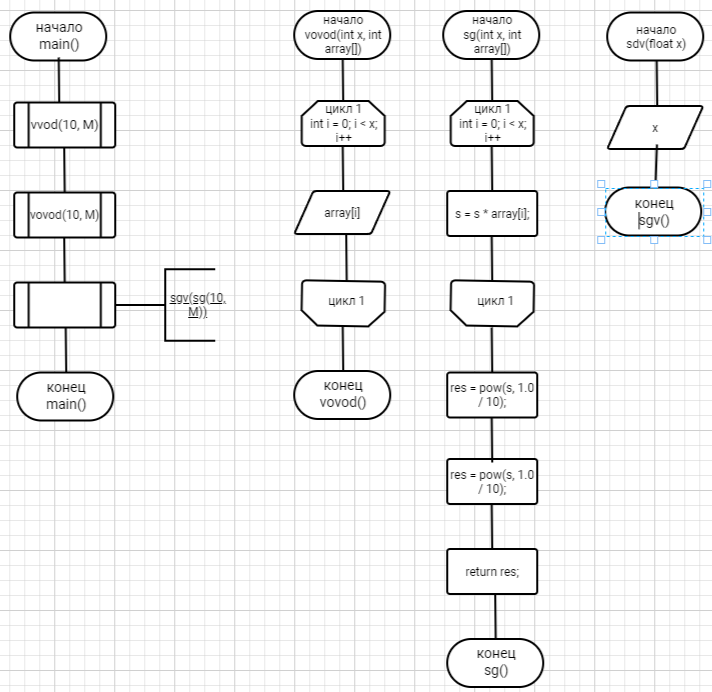 начало
main()
vvod(10, M)
vovod(10, M)
sgv(sg(10,
M))
конец
main()
начало
vovod(int x, int
array[])
цикл 1
int i = 0; i < x;
i++
array[i]
цикл 1
конец
vovod()
начало
sg(int x, int
array[])
цикл 1
int i = 0; i < x;
i++
s = s * array[i];
цикл 1
res = pow(s, 1.0
/ 10);
res = pow(s, 1.0
/ 10);
return res;
конец
sg()
начало
sdv(float x)
x
конец
sgv()